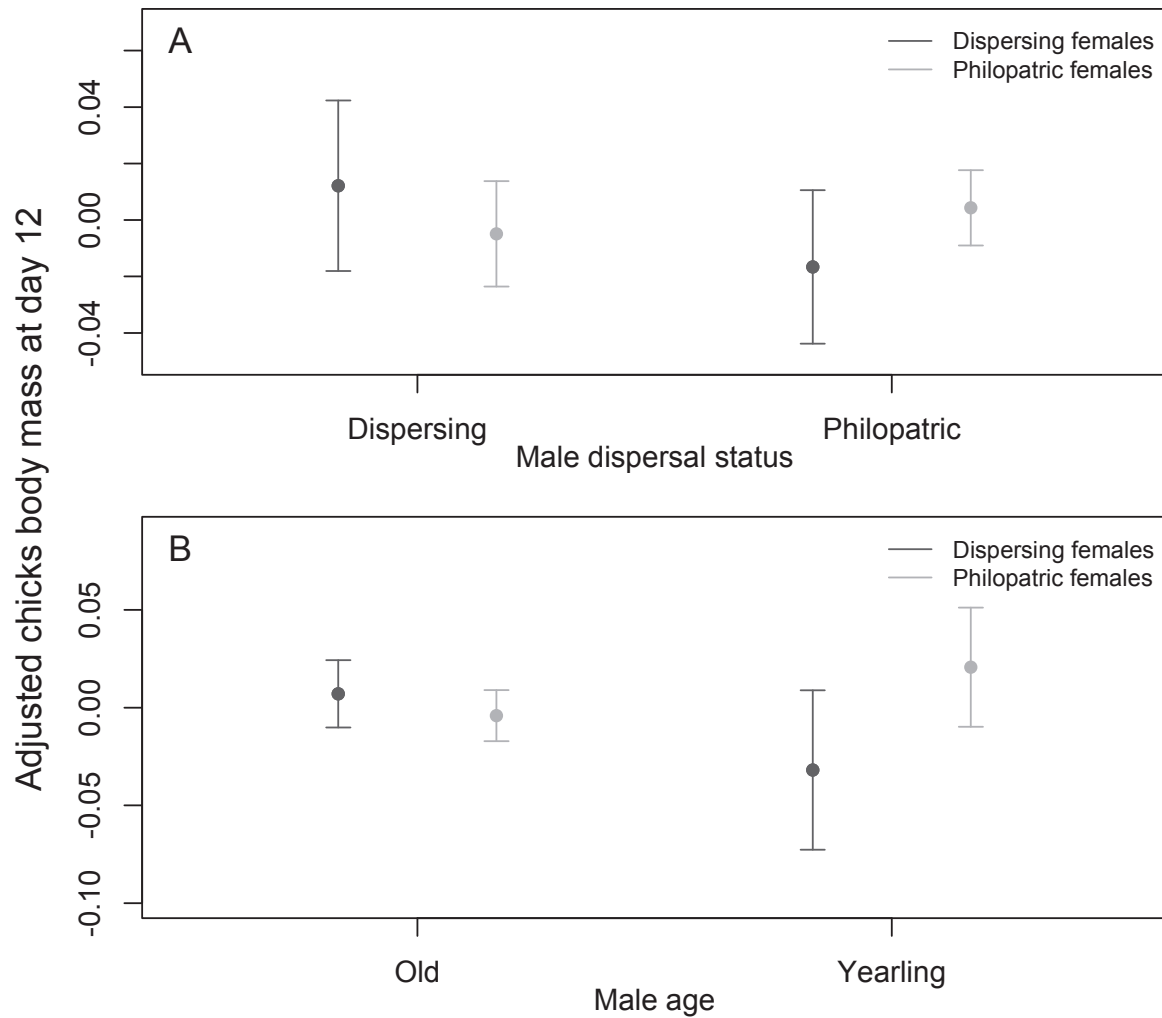 Adjusted chicks body mass at day 12
A
Dispersing females
Philopatric females
0.04
0.00
-0.04
Dispersing
Philopatric
Male dispersal status
B
Dispersing females
Philopatric females
0.05
0.00
-0.05
-0.10
Old
Yearling
Male age